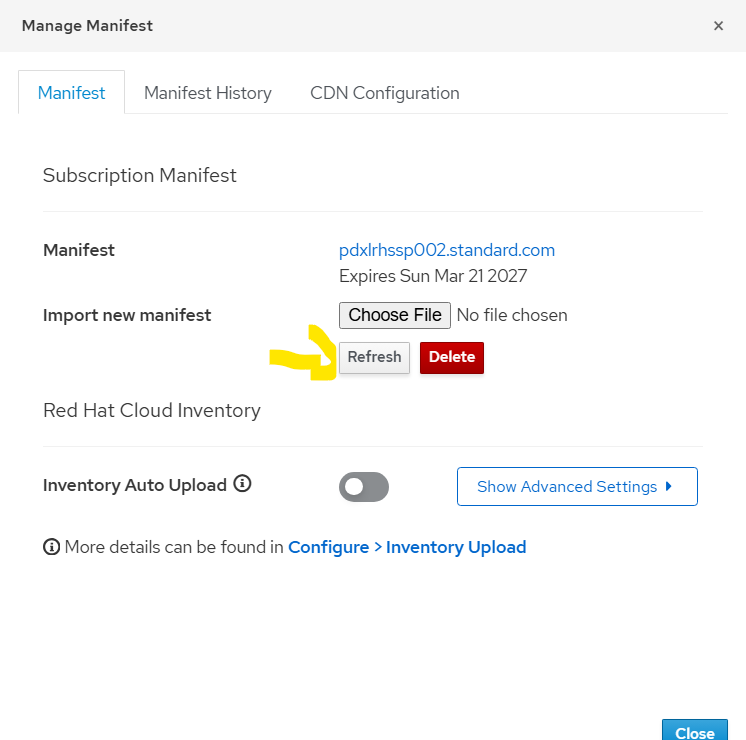 Manage Manifest ×
Manifest Manifest History CDN Configuration
Subscription Manifest
Manifest pdxlrhssp002.standard.com
Expires Sun Mar 21 2027
Import new manifest Choose File No file chosen
Refresh Delete
Red Hat Cloud Inventory
Inventory Auto Upload Show Advanced Settings
More details can be found in Configure > Inventory Upload
Close